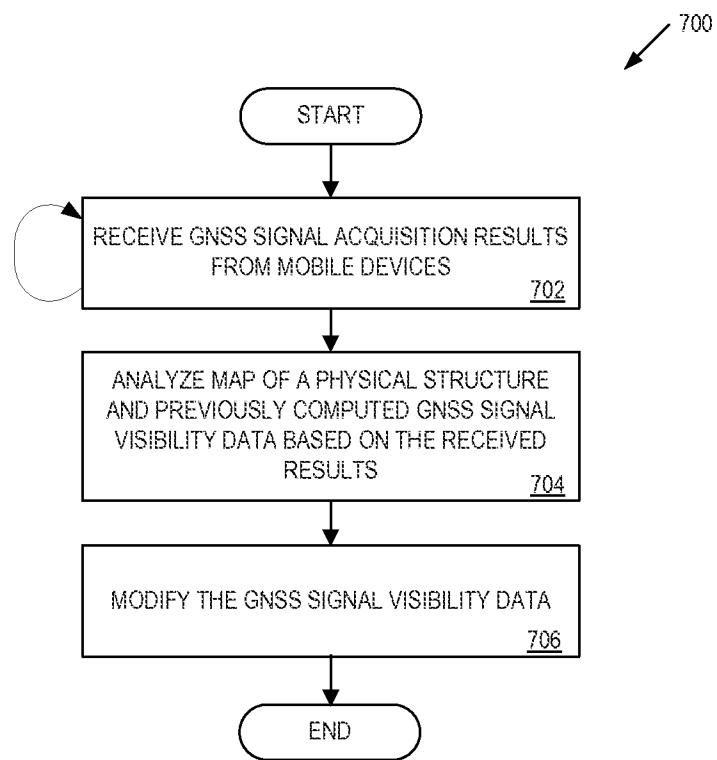 700
START
RECEIVE GNSS SIGNAL ACQUISITION RESULTS
FROM MOBILE DEVICES
702
ANALYZE MAP OF A PHYSICAL STRUCTURE
AND PREVIOUSLY COMPUTED GNSS SIGNAL
VISIBILITY DATA BASED ON THE RECEIVED
RESULTS
704
MODIFY THE GNSS SIGNAL VISIBILITY DATA
706
END